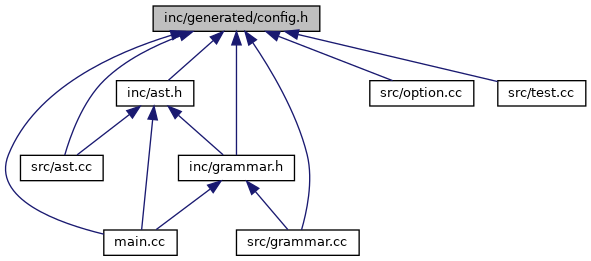 inc/generated/config.h
inc/ast.h
src/option.cc
src/test.cc
src/ast.cc
inc/grammar.h
main.cc
src/grammar.cc